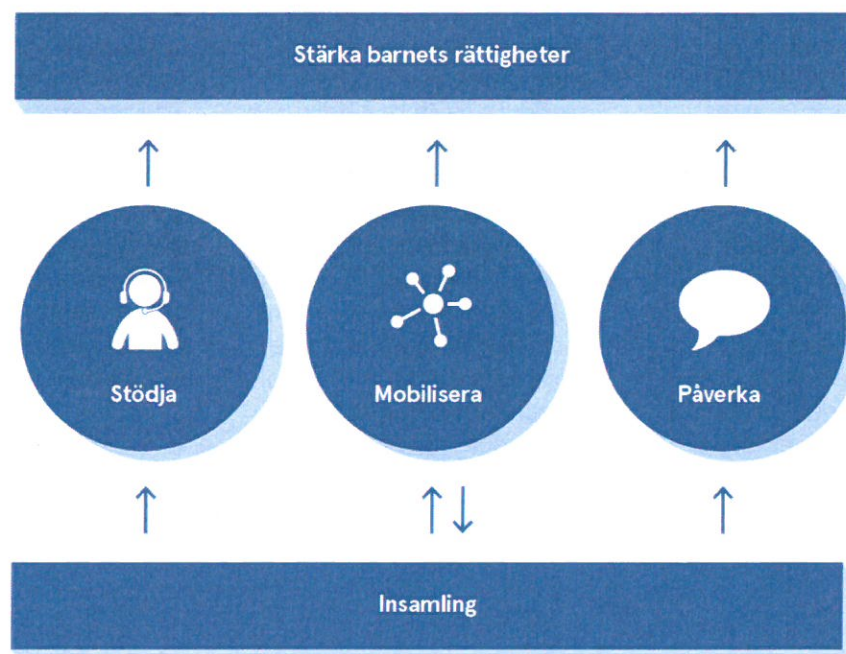 Stärka barnets rättigheter
Stödja
Mobilisera
Påverka
Insamling